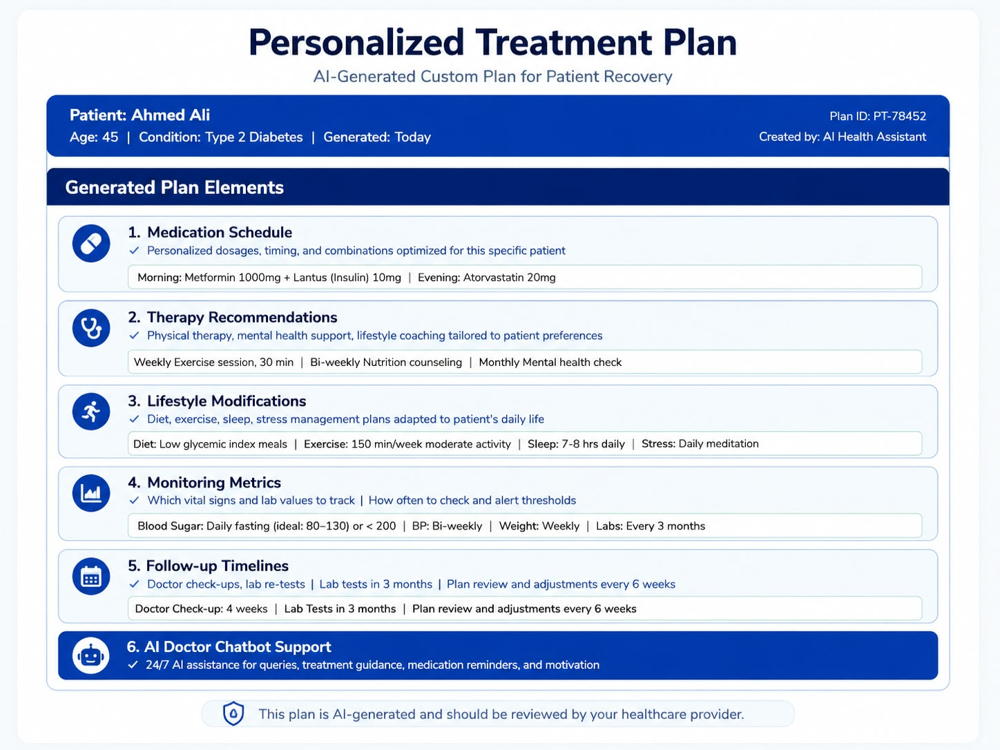 Personalized Treatment Plan
AI-Generated Custom Plan for Patient Recovery
Patient: Ahmed Ali
Age: 45 | Condition: Type 2 Diabetes | Generated: Today
Plan ID: PT-78452
Created by: AI Health Assistant
Generated Plan Elements
1. Medication Schedule
✓ Personalized dosages, timing, and combinations optimized for this specific patient
Morning: Metformin 1000mg + Lantus (Insulin) 10mg | Evening: Atorvastatin 20mg
2. Therapy Recommendations
✓ Physical therapy, mental health support, lifestyle coaching tailored to patient preferences
Weekly Exercise session, 30 min | Bi-weekly Nutrition counseling | Monthly Mental health check
3. Lifestyle Modifications
✓ Diet, exercise, sleep, stress management plans adapted to patient's daily life
Diet: Low glycemic index meals | Exercise: 150 min/week moderate activity | Sleep: 7-8 hrs daily | Stress: Daily meditation
4. Monitoring Metrics
✓ Which vital signs and lab values to track | How often to check and alert thresholds
Blood Sugar: Daily fasting (ideal: 80–130) or < 200 | BP: Bi-weekly | Weight: Weekly | Labs: Every 3 months
5. Follow-up Timelines
✓ Doctor check-ups, lab re-tests | Lab tests in 3 months | Plan review and adjustments every 6 weeks
Doctor Check-up: 4 weeks | Lab Tests in 3 months | Plan review and adjustments every 6 weeks
6. AI Doctor Chatbot Support
✓ 24/7 AI assistance for queries, treatment guidance, medication reminders, and motivation
This plan is AI-generated and should be reviewed by your healthcare provider.